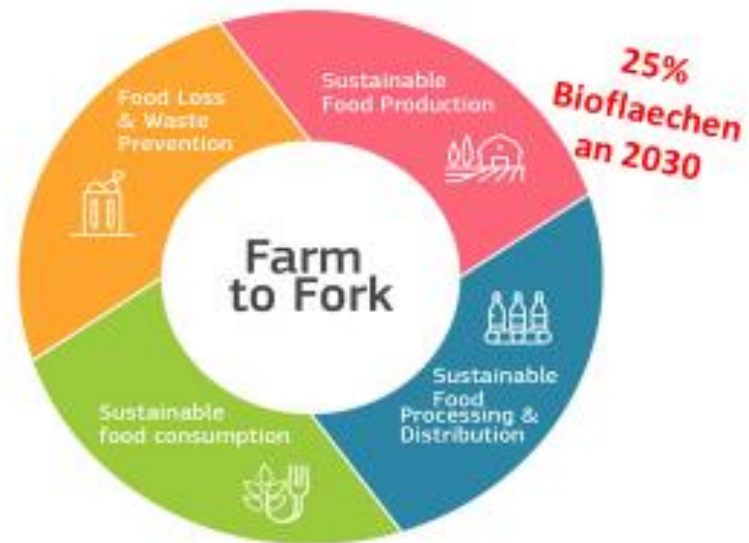 Food Loss
& Waste
Prevention
Sustainable
Food Production
25%
Bioflaechen
an 2030
Farm
to Fork
Sustainable
Food
Processing &
Distribution
Sustainable
food consumption